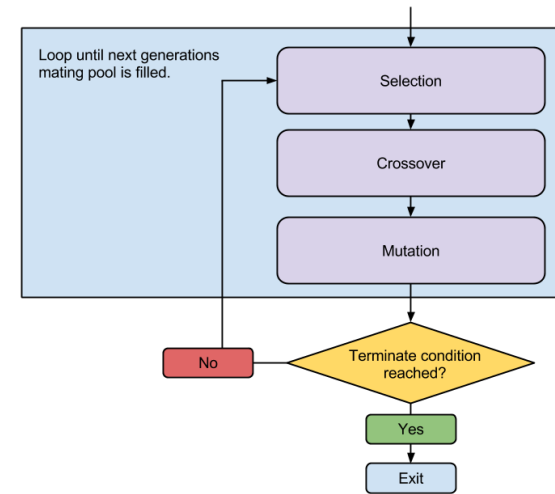 Loop until next generations
mating pool is filled.
Selection
Crossover
Mutation
Terminate condition
reached?
No
Yes
Exit